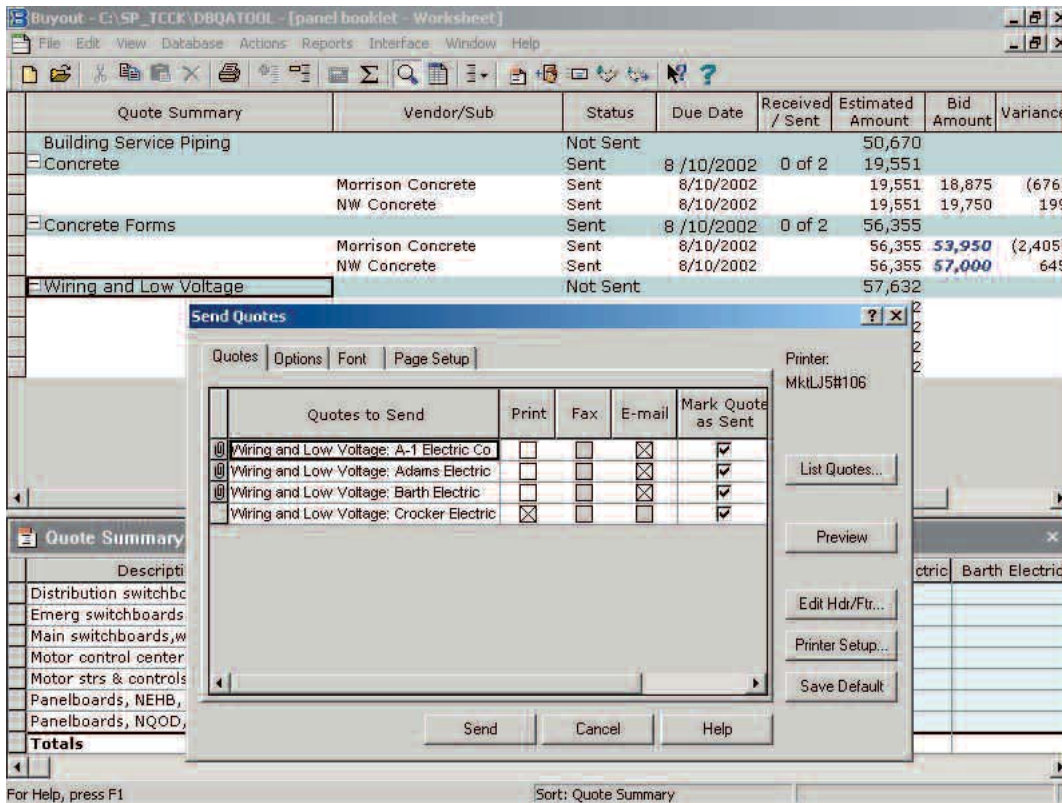 Buyout - C:\SP_TCCK\DBQATOOL - [panel booklet - Worksheet]
File Edit View Database Actions Reports Interface Window Help
Quote Summary Vendor/Sub Status Due Date Received / Sent Estimated Amount Bid Amount Variance
Building Service Piping Not Sent 50,670
Concrete Sent 8 /10/2002 0 of 2 19,551
Morrison Concrete Sent 8/10/2002 19,551 18,875 (676
NW Concrete Sent 8/10/2002 19,551 19,750 199
Concrete Forms Sent 8 /10/2002 0 of 2 56,355
Morrison Concrete Sent 8/10/2002 56,355 53,950 (2,405
NW Concrete Sent 8/10/2002 56,355 57,000 645
Wiring and Low Voltage Not Sent 57,632
Send Quotes
2
2
2
2
Quotes Options Font Page Setup
Printer:
MktLJ5#106
Quotes to Send Print Fax E-mail Mark Quote as Sent
Wiring and Low Voltage: A-1 Electric Co
Wiring and Low Voltage: Adams Electric
Wiring and Low Voltage: Barth Electric
Wiring and Low Voltage: Crocker Electric
List Quotes...
Preview
Edit Hdr/Ftr...
Printer Setup...
Save Default
Send Cancel Help
Quote Summary
Descripti ctric Barth Electric
Distribution switchbo
Emerg switchboards
Main switchboards,w
Motor control center
Motor strs & controls
Panelboards, NEHB,
Panelboards, NQOD,
Totals
For Help, press F1 Sort: Quote Summary